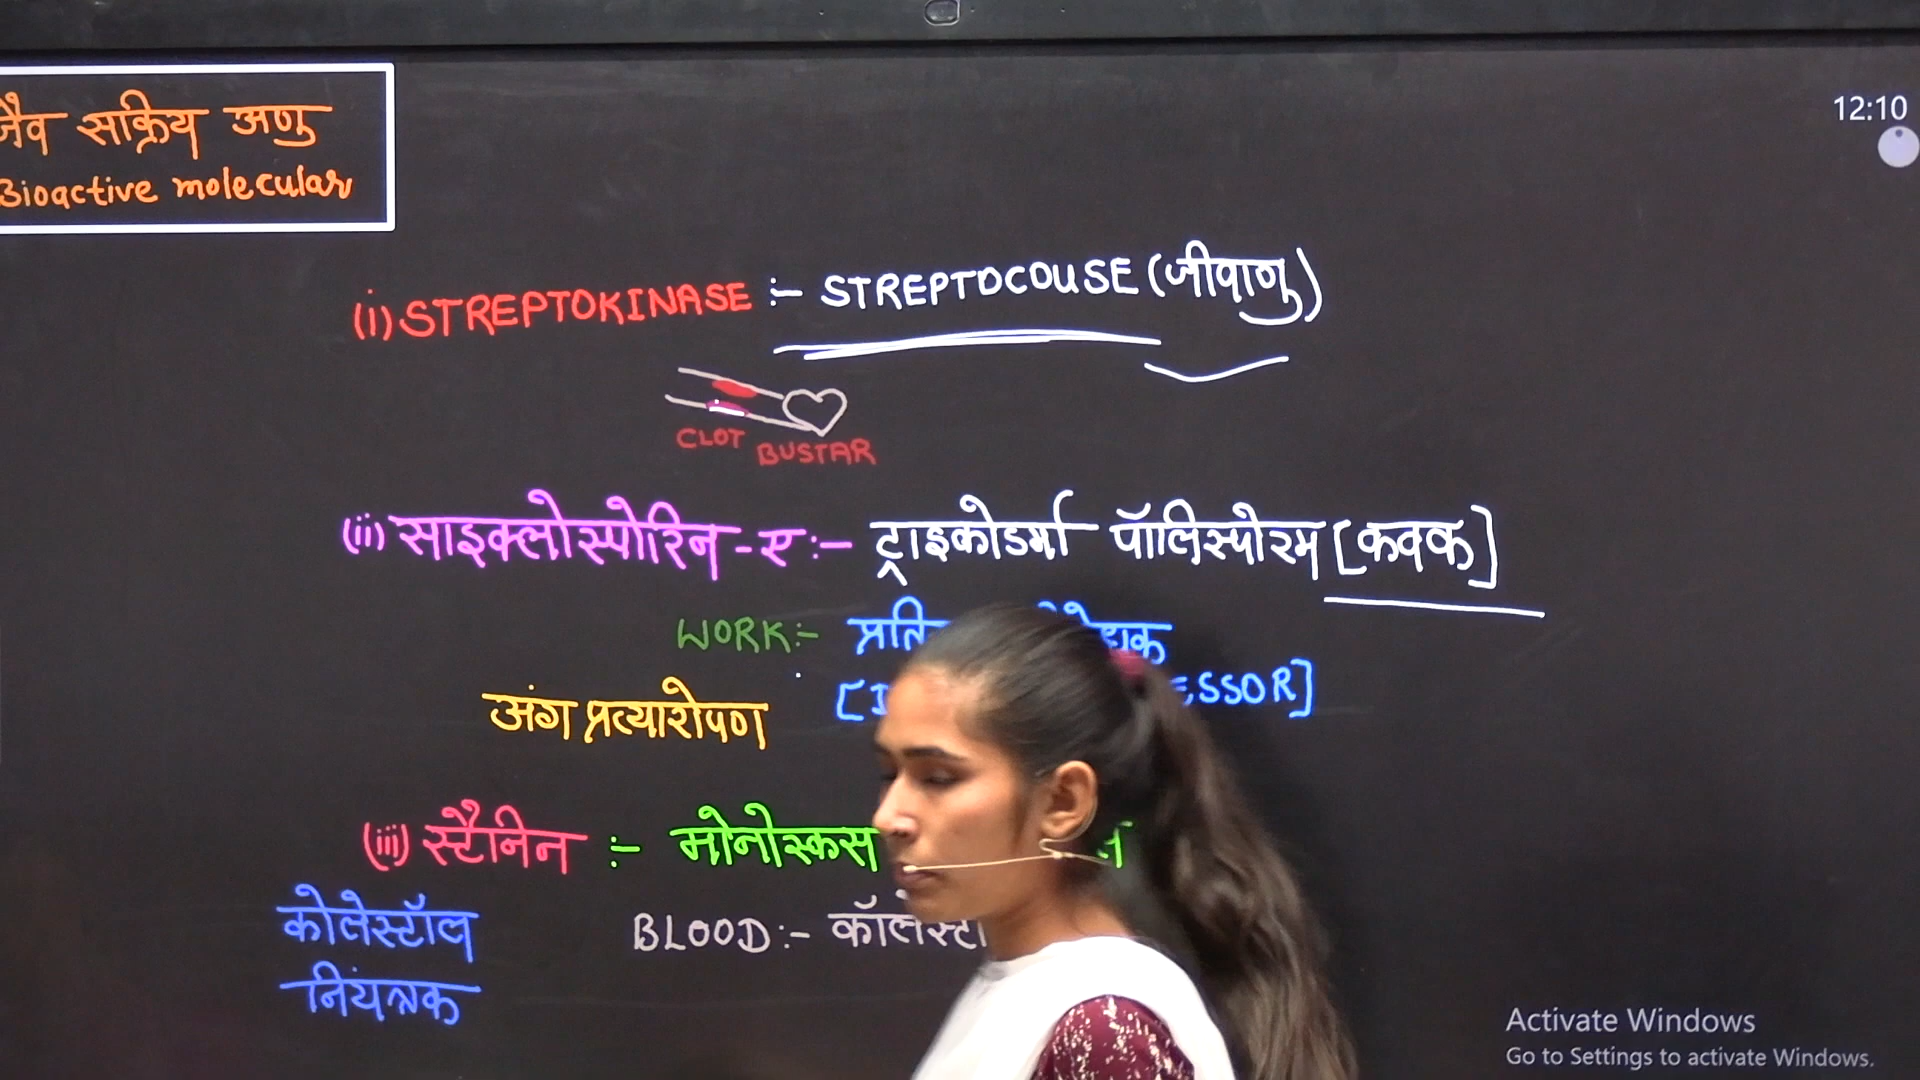 जैव सक्रिय अणु
Bioactive molecular
12:10
(i) STREPTOKINASE :- STREPTOCOUSE (जीवाणु)
CLOT BUSTAR
(ii) साइक्लोस्पोरिन-ए :- ट्राइकोडर्मा पॉलिस्पोरम [कवक]
WORK:-
अंग प्रत्यारोपण
(iii) स्टैनिन :- मोनोस्कस
कोलेस्टॉल
नियंत्रक
BLOOD:-
Activate Windows
Go to Settings to activate Windows.